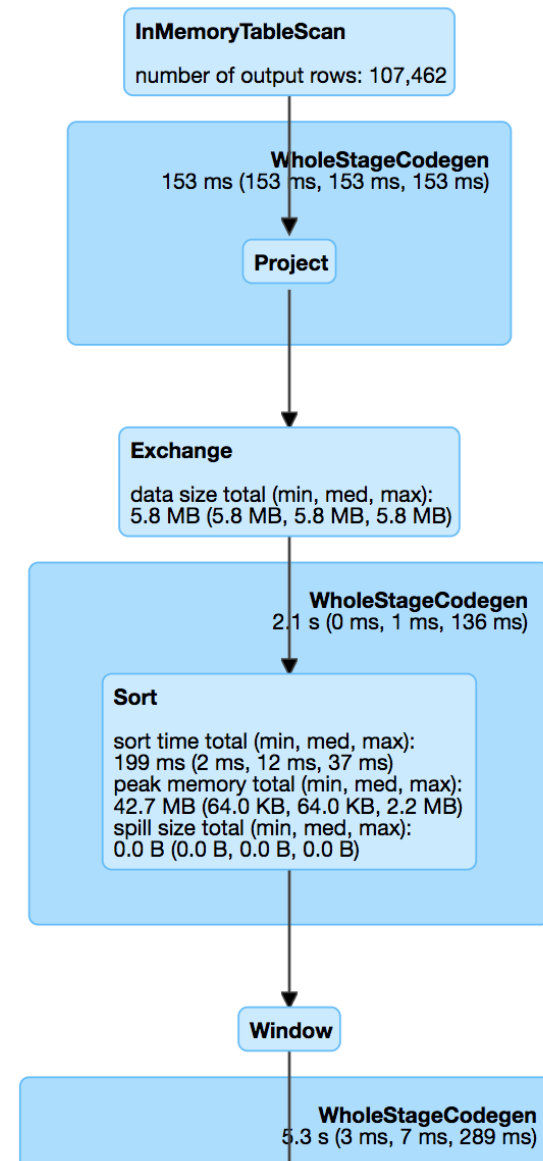 InMemoryTableScan
number of output rows: 107,462
WholeStageCodegen
153 ms (153 ms, 153 ms, 153 ms)
Project
Exchange
data size total (min, med, max):
5.8 MB (5.8 MB, 5.8 MB, 5.8 MB)
WholeStageCodegen
2.1 s (0 ms, 1 ms, 136 ms)
Sort
sort time total (min, med, max):
199 ms (2 ms, 12 ms, 37 ms)
peak memory total (min, med, max):
42.7 MB (64.0 KB, 64.0 KB, 2.2 MB)
spill size total (min, med, max):
0.0 B (0.0 B, 0.0 B, 0.0 B)
Window
WholeStageCodegen
5.3 s (3 ms, 7 ms, 289 ms)